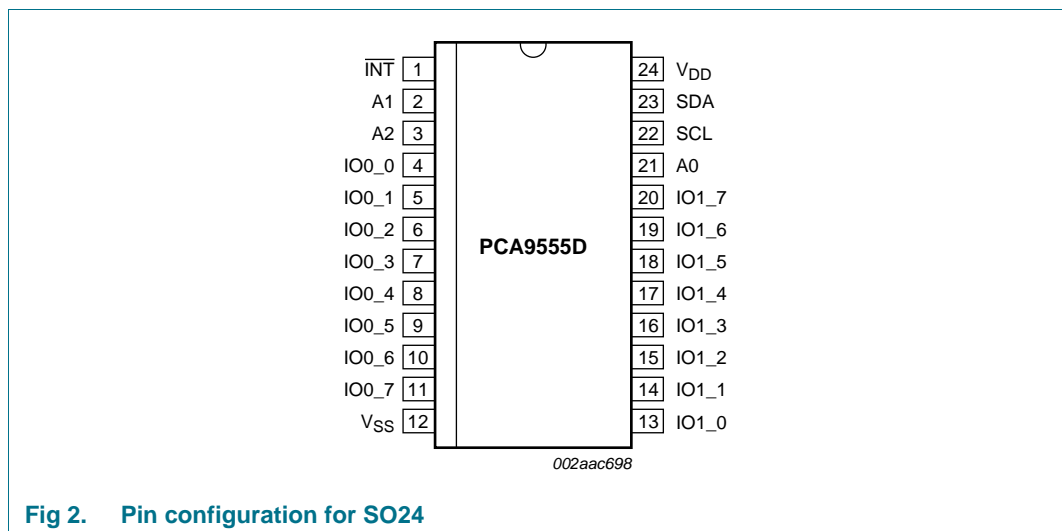 INT 1 24 VDD
A1 2 23 SDA
A2 3 22 SCL
IO0_0 4 21 A0
IO0_1 5 20 IO1_7
IO0_2 6 19 IO1_6
PCA9555D
IO0_3 7 18 IO1_5
IO0_4 8 17 IO1_4
IO0_5 9 16 IO1_3
IO0_6 10 15 IO1_2
IO0_7 11 14 IO1_1
VSS 12 13 IO1_0
002aac698
Fig 2. Pin configuration for SO24